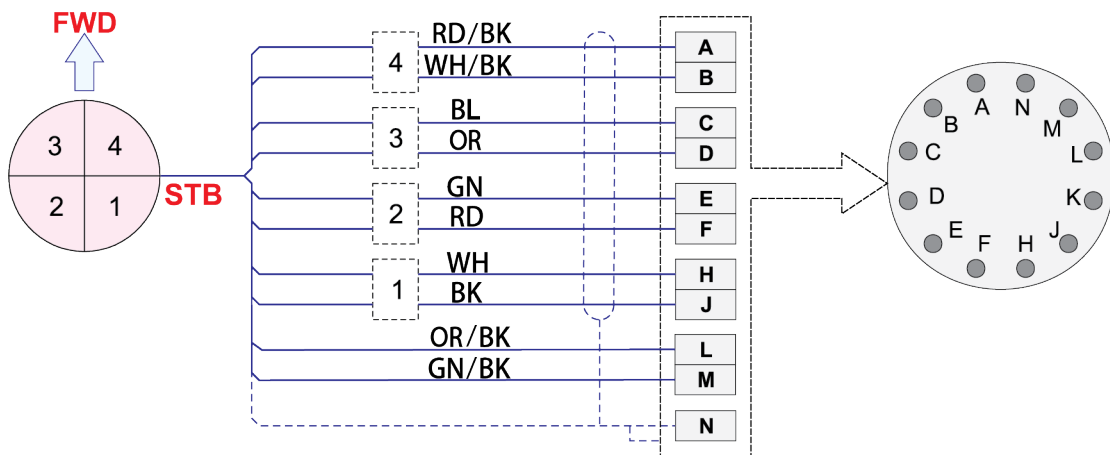 FWD
3 4
2 1
STB
4
3
2
1
RD/BK
WH/BK
BL
OR
GN
RD
WH
BK
OR/BK
GN/BK
A
B
C
D
E
F
H
J
L
M
N
A N
B M
C L
D K
E J
F H